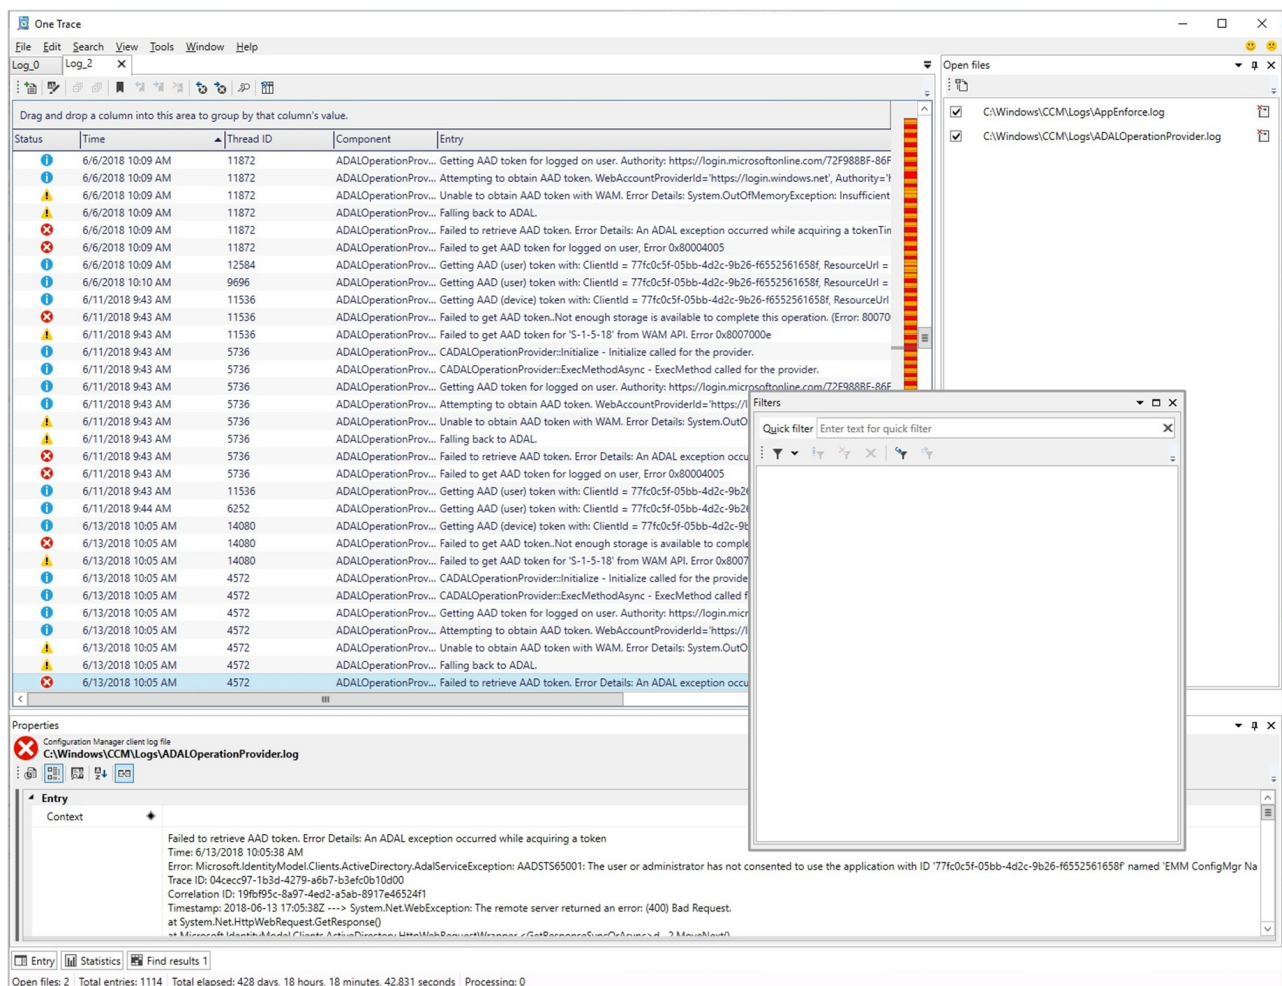 One Trace
File Edit Search View Tools Window Help
Log_0 Log_2
Drag and drop a column into this area to group by that column's value.
Status Time Thread ID Component Entry
6/6/2018 10:09 AM 11872 ADALOperationProv... Getting AAD token for logged on user. Authority: https://login.microsoftonline.com/72F988BF-86F
6/6/2018 10:09 AM 11872 ADALOperationProv... Attempting to obtain AAD token. WebAccountProviderId='https://login.windows.net', Authority='h
6/6/2018 10:09 AM 11872 ADALOperationProv... Unable to obtain AAD token with WAM. Error Details: System.OutOfMemoryException: Insufficient
6/6/2018 10:09 AM 11872 ADALOperationProv... Falling back to ADAL.
6/6/2018 10:09 AM 11872 ADALOperationProv... Failed to retrieve AAD token. Error Details: An ADAL exception occurred while acquiring a tokenTim
6/6/2018 10:09 AM 11872 ADALOperationProv... Failed to get AAD token for logged on user, Error 0x80004005
6/6/2018 10:09 AM 12584 ADALOperationProv... Getting AAD (user) token with: ClientId = 77fc0c5f-05bb-4d2c-9b26-f6552561658f, ResourceUrl =
6/6/2018 10:10 AM 9696 ADALOperationProv... Getting AAD (user) token with: ClientId = 77fc0c5f-05bb-4d2c-9b26-f6552561658f, ResourceUrl =
6/11/2018 9:43 AM 11536 ADALOperationProv... Getting AAD (device) token with: ClientId = 77fc0c5f-05bb-4d2c-9b26-f6552561658f, ResourceUrl
6/11/2018 9:43 AM 11536 ADALOperationProv... Failed to get AAD token..Not enough storage is available to complete this operation. (Error: 80070
6/11/2018 9:43 AM 11536 ADALOperationProv... Failed to get AAD token for 'S-1-5-18' from WAM API. Error 0x8007000e
6/11/2018 9:43 AM 5736 ADALOperationProv... CADALOperationProvider::Initialize - Initialize called for the provider.
6/11/2018 9:43 AM 5736 ADALOperationProv... CADALOperationProvider::ExecMethodAsync - ExecMethod called for the provider.
6/11/2018 9:43 AM 5736 ADALOperationProv... Getting AAD token for logged on user. Authority: https://login.microsoftonline.com/72F988BF-86F
6/11/2018 9:43 AM 5736 ADALOperationProv... Attempting to obtain AAD token. WebAccountProviderId='https://l
6/11/2018 9:43 AM 5736 ADALOperationProv... Unable to obtain AAD token with WAM. Error Details: System.OutO
6/11/2018 9:43 AM 5736 ADALOperationProv... Falling back to ADAL.
6/11/2018 9:43 AM 5736 ADALOperationProv... Failed to retrieve AAD token. Error Details: An ADAL exception occu
6/11/2018 9:43 AM 5736 ADALOperationProv... Failed to get AAD token for logged on user, Error 0x80004005
6/11/2018 9:43 AM 11536 ADALOperationProv... Getting AAD (user) token with: ClientId = 77fc0c5f-05bb-4d2c-9b26
6/11/2018 9:44 AM 6252 ADALOperationProv... Getting AAD (user) token with: ClientId = 77fc0c5f-05bb-4d2c-9b26
6/13/2018 10:05 AM 14080 ADALOperationProv... Getting AAD (device) token with: ClientId = 77fc0c5f-05bb-4d2c-9b
6/13/2018 10:05 AM 14080 ADALOperationProv... Failed to get AAD token..Not enough storage is available to comple
6/13/2018 10:05 AM 14080 ADALOperationProv... Failed to get AAD token for 'S-1-5-18' from WAM API. Error 0x8007
6/13/2018 10:05 AM 4572 ADALOperationProv... CADALOperationProvider::Initialize - Initialize called for the provide
6/13/2018 10:05 AM 4572 ADALOperationProv... CADALOperationProvider::ExecMethodAsync - ExecMethod called f
6/13/2018 10:05 AM 4572 ADALOperationProv... Getting AAD token for logged on user. Authority: https://login.micr
6/13/2018 10:05 AM 4572 ADALOperationProv... Attempting to obtain AAD token. WebAccountProviderId='https://l
6/13/2018 10:05 AM 4572 ADALOperationProv... Unable to obtain AAD token with WAM. Error Details: System.OutO
6/13/2018 10:05 AM 4572 ADALOperationProv... Falling back to ADAL.
6/13/2018 10:05 AM 4572 ADALOperationProv... Failed to retrieve AAD token. Error Details: An ADAL exception occu
Open files
C:\Windows\CCM\Logs\AppEnforce.log
C:\Windows\CCM\Logs\ADALOperationProvider.log
Filters
Quick filter Enter text for quick filter
Properties
Configuration Manager client log file
C:\Windows\CCM\Logs\ADALOperationProvider.log
Entry
Context
Failed to retrieve AAD token. Error Details: An ADAL exception occurred while acquiring a token
Time: 6/13/2018 10:05:38 AM
Error: Microsoft.IdentityModel.Clients.ActiveDirectory.AdalServiceException: AADSTS65001: The user or administrator has not consented to use the application with ID '77fc0c5f-05bb-4d2c-9b26-f6552561658f' named 'EMM ConfigMgr Na
Trace ID: 04cecc97-1b3d-4279-a6b7-b3efc0b10d00
Correlation ID: 19fbf95c-8a97-4ed2-a5ab-8917e46524f1
Timestamp: 2018-06-13 17:05:38Z ---> System.Net.WebException: The remote server returned an error: (400) Bad Request.
at System.Net.HttpWebRequest.GetResponse()
at Microsoft.IdentityModel.Clients.ActiveDirectory.HttpWebRequestWrapper.<GetResponseSyncOrAsync>d__2.MoveNext()
Entry Statistics Find results 1
Open files: 2 Total entries: 1114 Total elapsed: 428 days, 18 hours, 18 minutes, 42.831 seconds Processing: 0